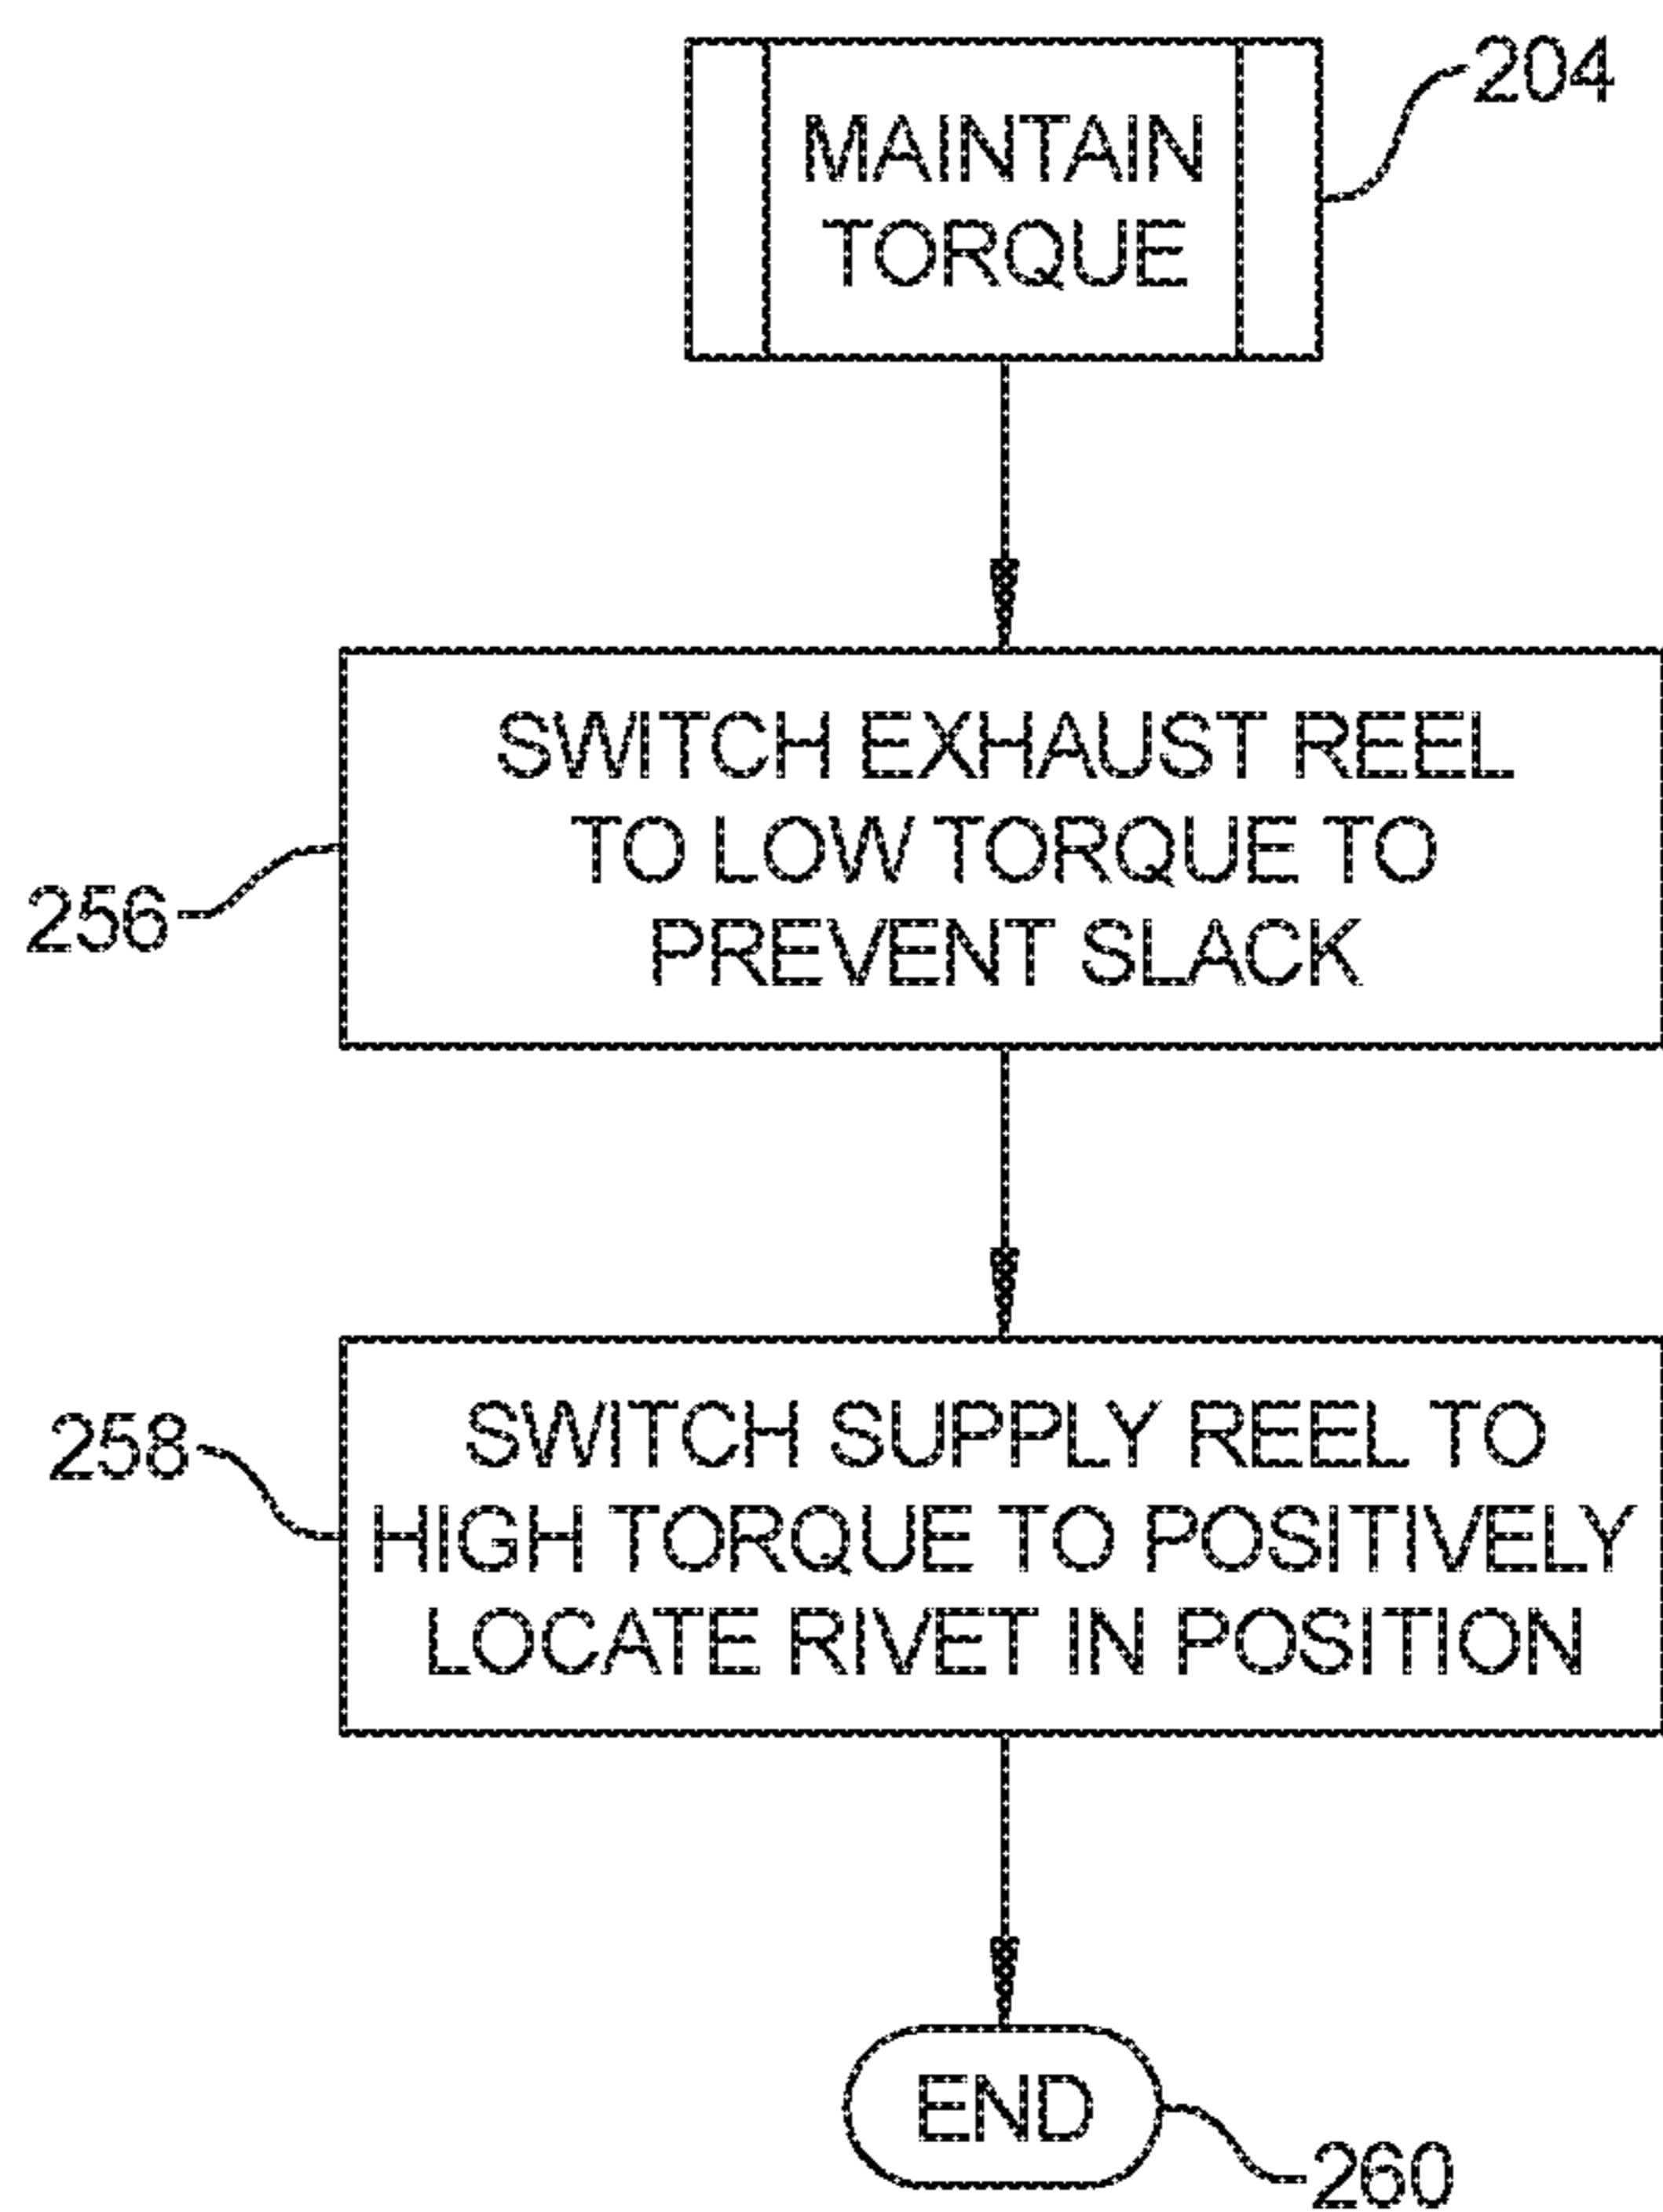 MAINTAIN
TORQUE
204
SWITCH EXHAUST REEL
TO LOW TORQUE TO
PREVENT SLACK
256
SWITCH SUPPLY REEL TO
HIGH TORQUE TO POSITIVELY
LOCATE RIVET IN POSITION
258
END
260